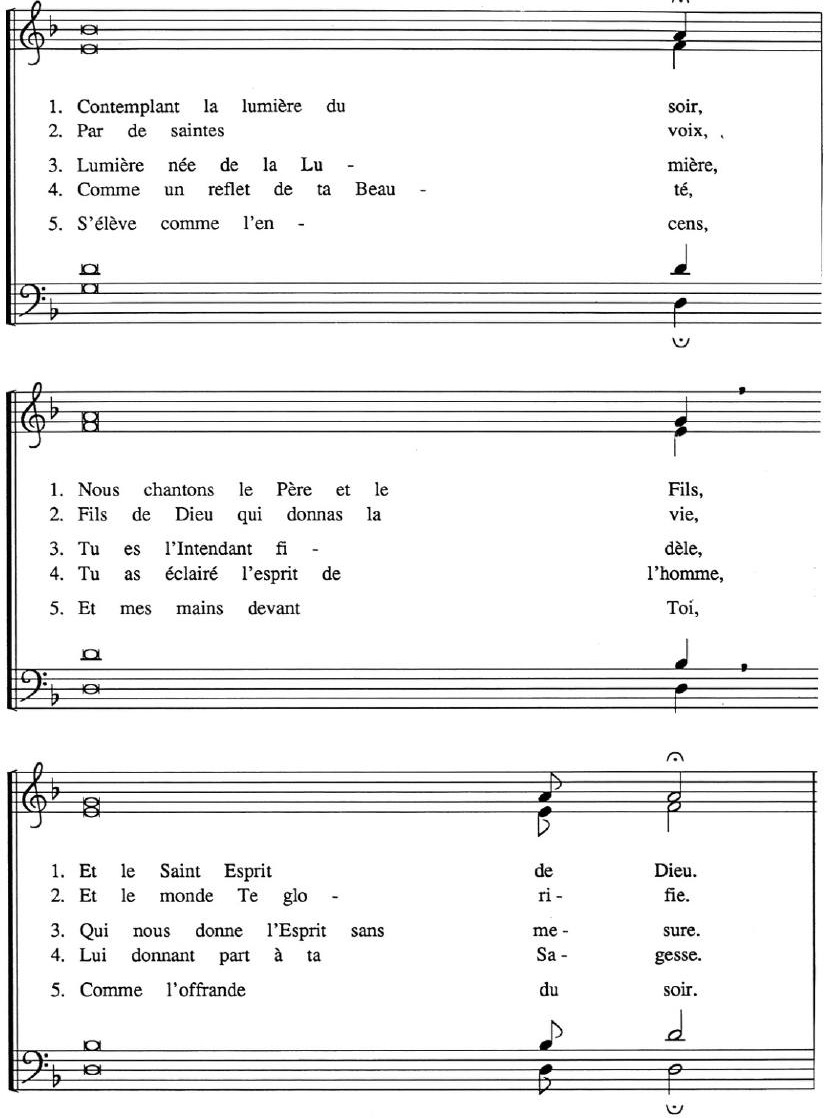 1. Contemplant la lumière du soir,
2. Par de saintes voix,
3. Lumière née de la Lu - mière,
4. Comme un reflet de ta Beau - té,
5. S'élève comme l'en - cens,
1. Nous chantons le Père et le Fils,
2. Fils de Dieu qui donnas la vie,
3. Tu es l'Intendant fi - dèle,
4. Tu as éclairé l'esprit de l'homme,
5. Et mes mains devant Toi,
1. Et le Saint Esprit de Dieu.
2. Et le monde Te glo - ri - fie.
3. Qui nous donne l'Esprit sans me - sure.
4. Lui donnant part à ta Sa - gesse.
5. Comme l'offrande du soir.